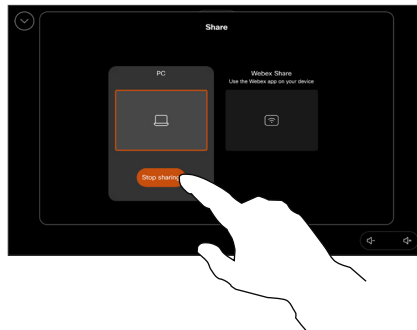 Share
PC
Webex Share
Use the Webex app on your device
Stop sharing